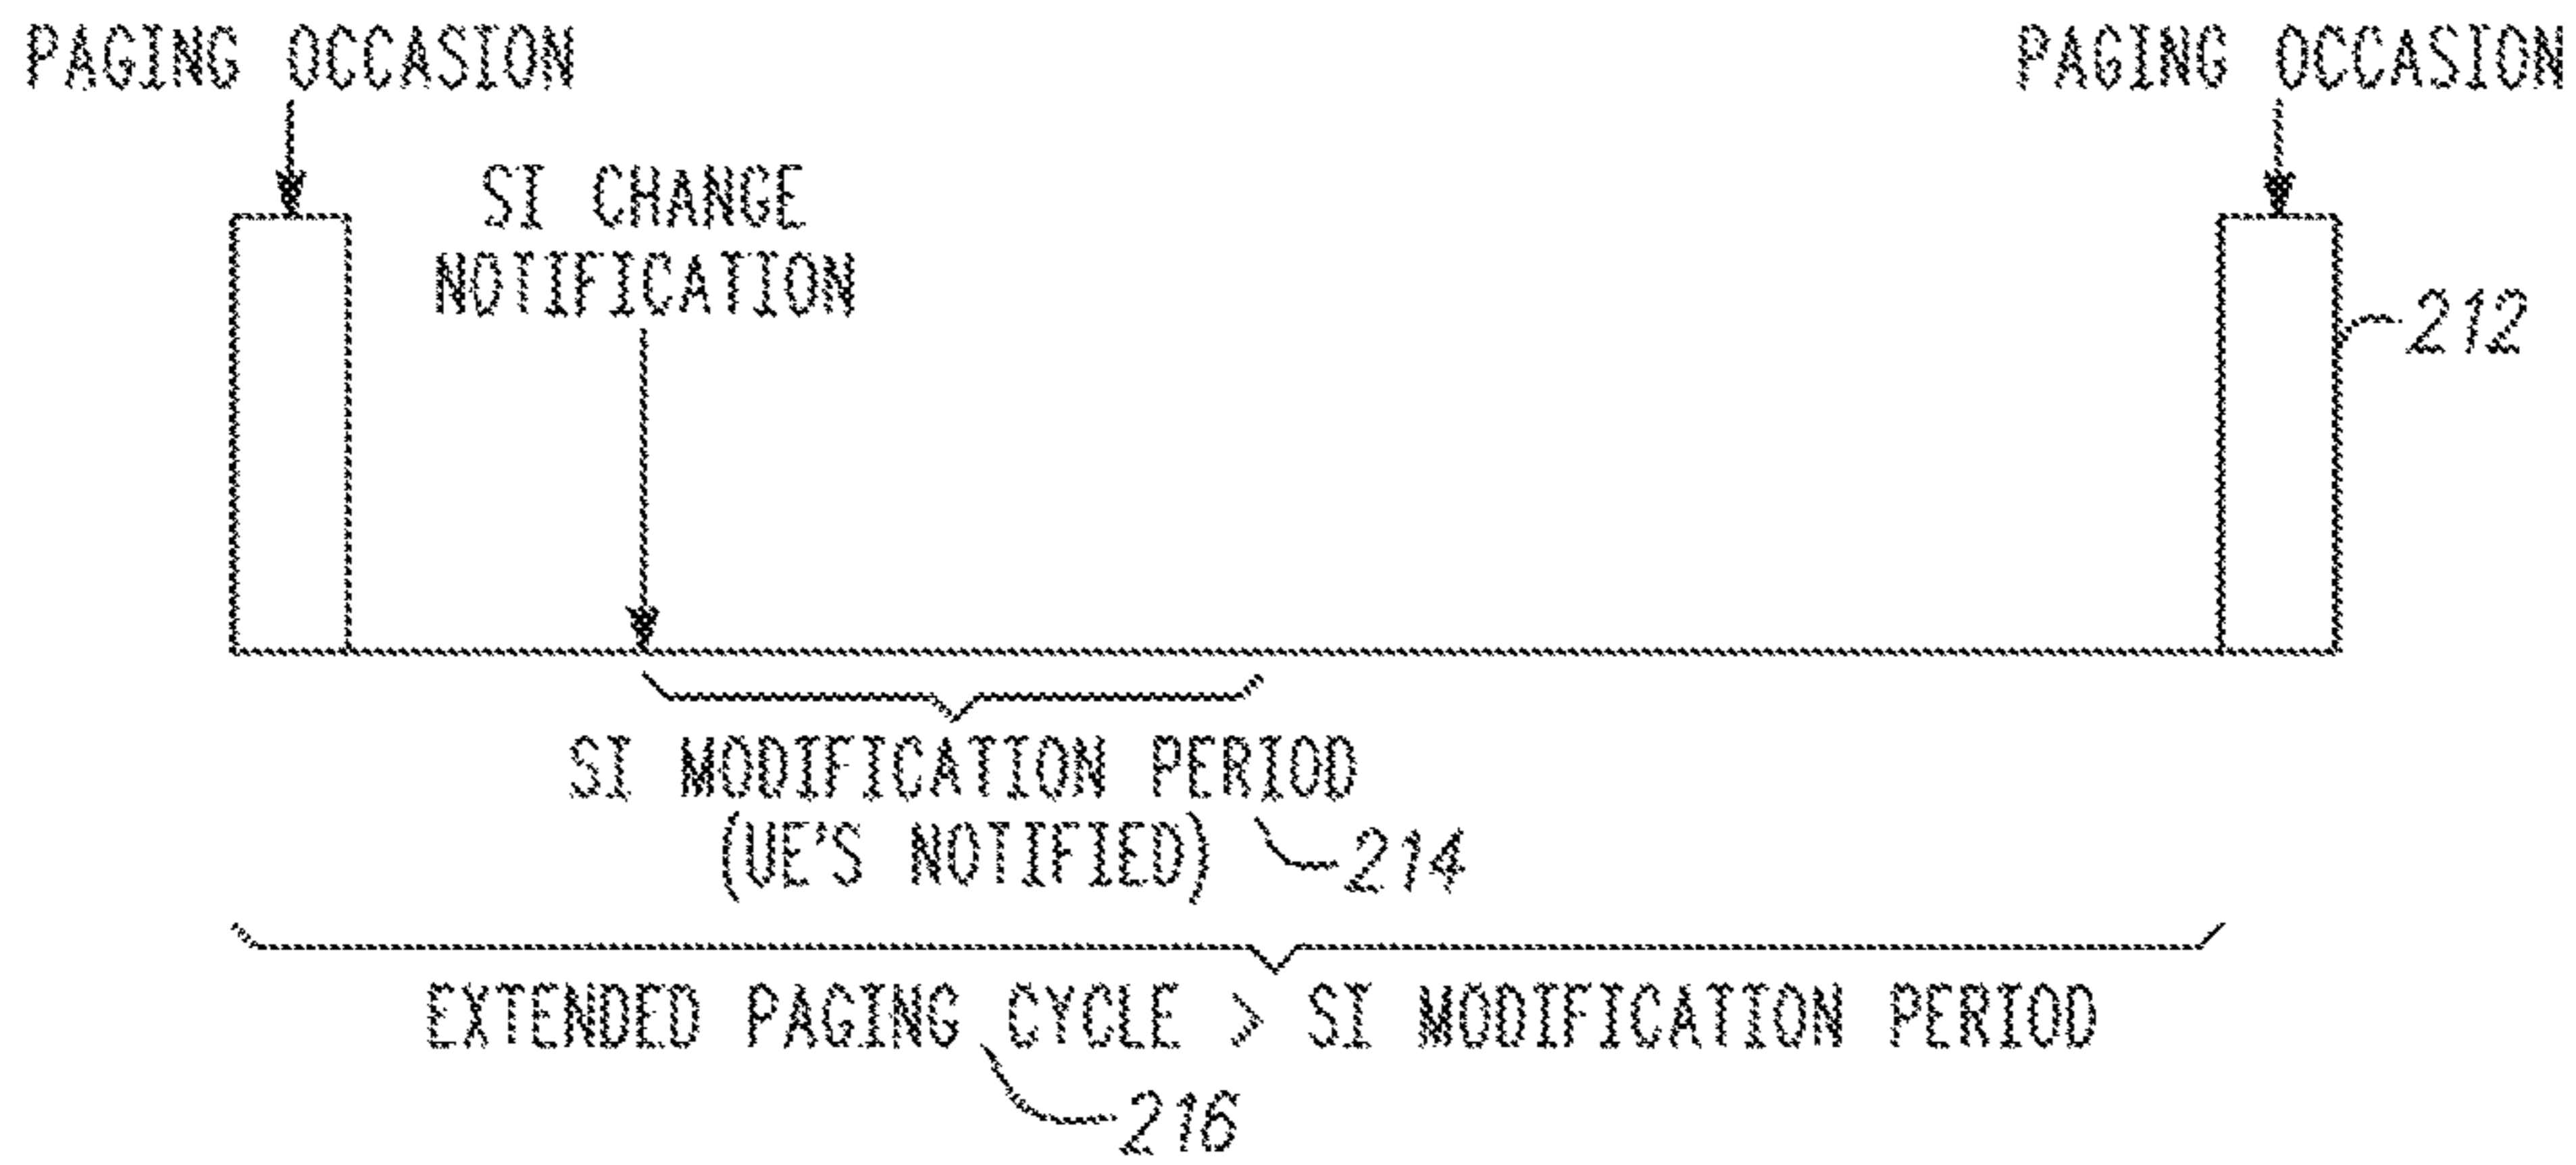 PAGING OCCASION
PAGING OCCASION
SI CHANGE
NOTIFICATION
212
SI MODIFICATION PERIOD
(UE'S NOTIFIED)
214
EXTENDED PAGING CYCLE > SI MODIFICATION PERIOD
216